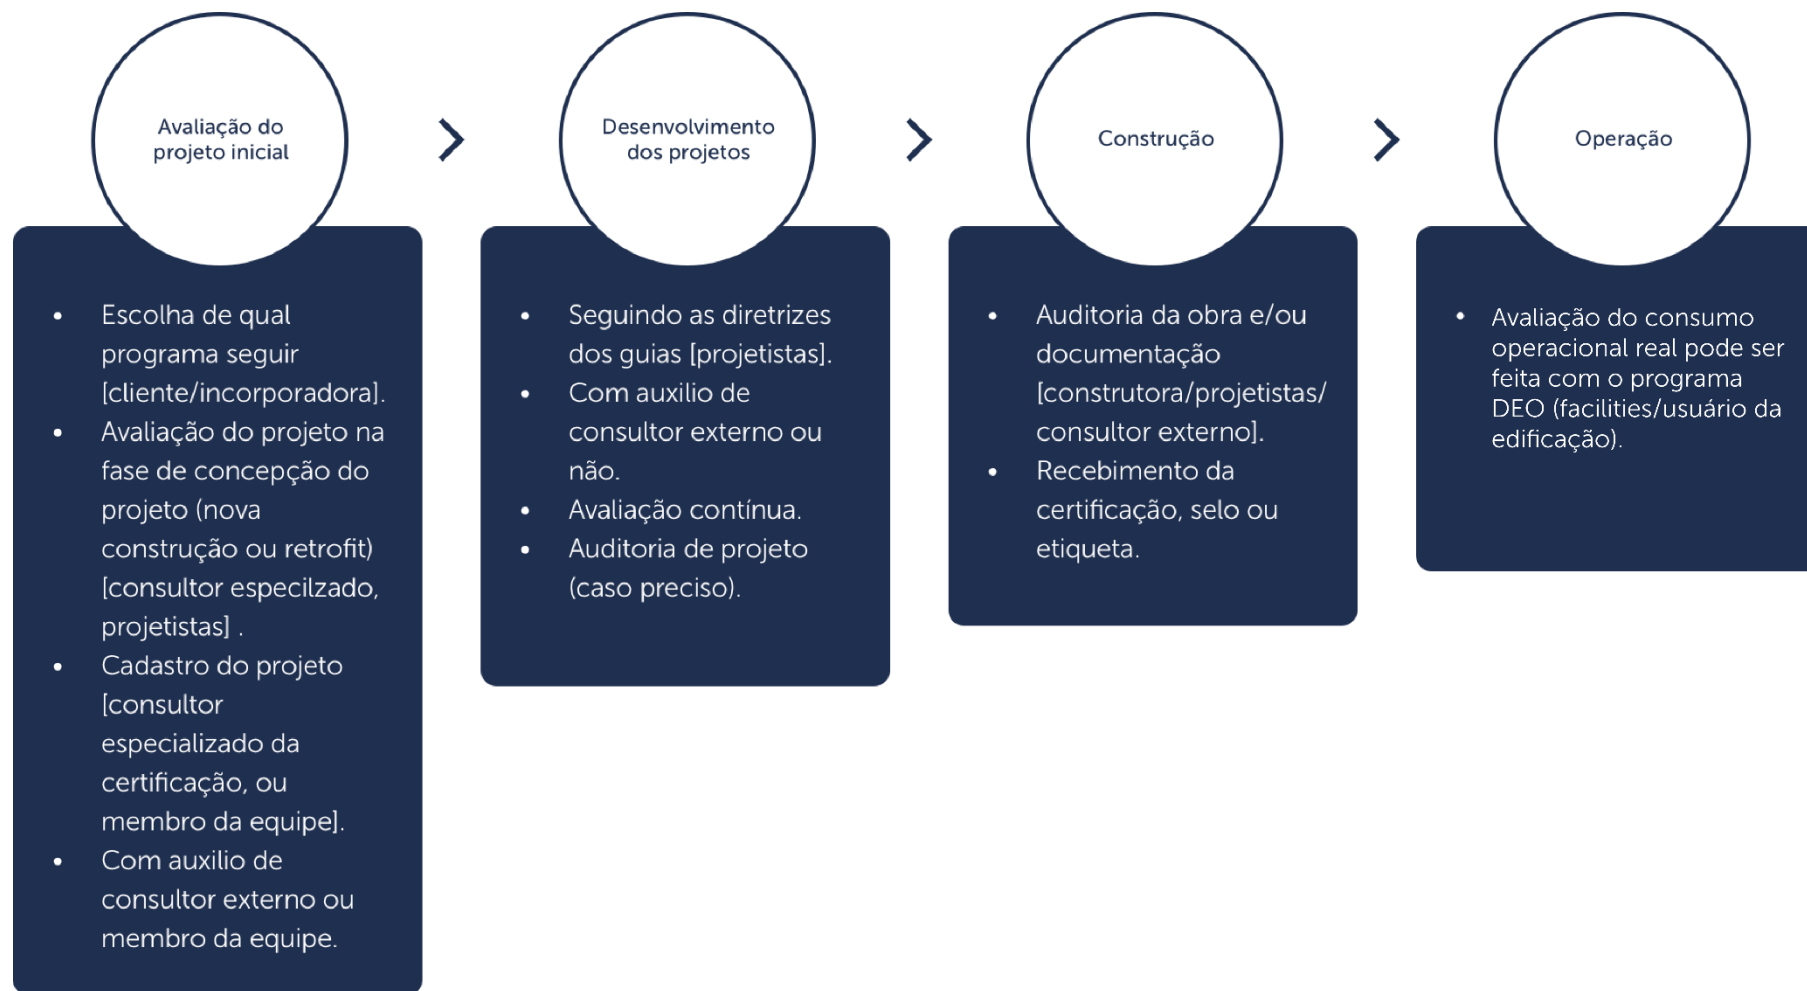 Avaliação do
projeto inicial
• Escolha de qual
programa seguir
[cliente/incorporadora].
• Avaliação do projeto na
fase de concepção do
projeto (nova
construção ou retrofit)
[consultor especilzado,
projetistas] .
• Cadastro do projeto
[consultor
especializado da
certificação, ou
membro da equipe].
• Com auxilio de
consultor externo ou
membro da equipe.
Desenvolvimento
dos projetos
• Seguindo as diretrizes
dos guias [projetistas].
• Com auxilio de
consultor externo ou
não.
• Avaliação contínua.
• Auditoria de projeto
(caso preciso).
Construção
• Auditoria da obra e/ou
documentação
[construtora/projetistas/
consultor externo].
• Recebimento da
certificação, selo ou
etiqueta.
Operação
• Avaliação do consumo
operacional real pode ser
feita com o programa
DEO (facilities/usuário da
edificação).